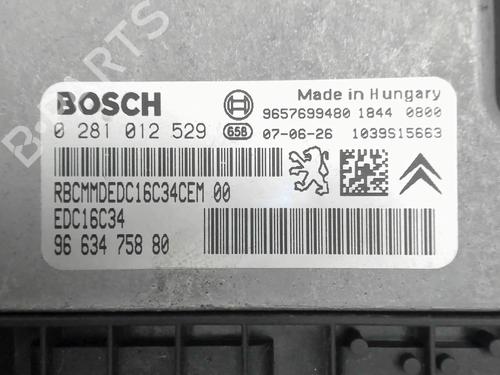 BOSCH
Made in Hungary
9657699480 1844 0800
0 281 012 529
658 07-06-26 1039S15663
RBCMMDEDC16C34CEM 00
EDC16C34
96 634 758 80
B-PARTS